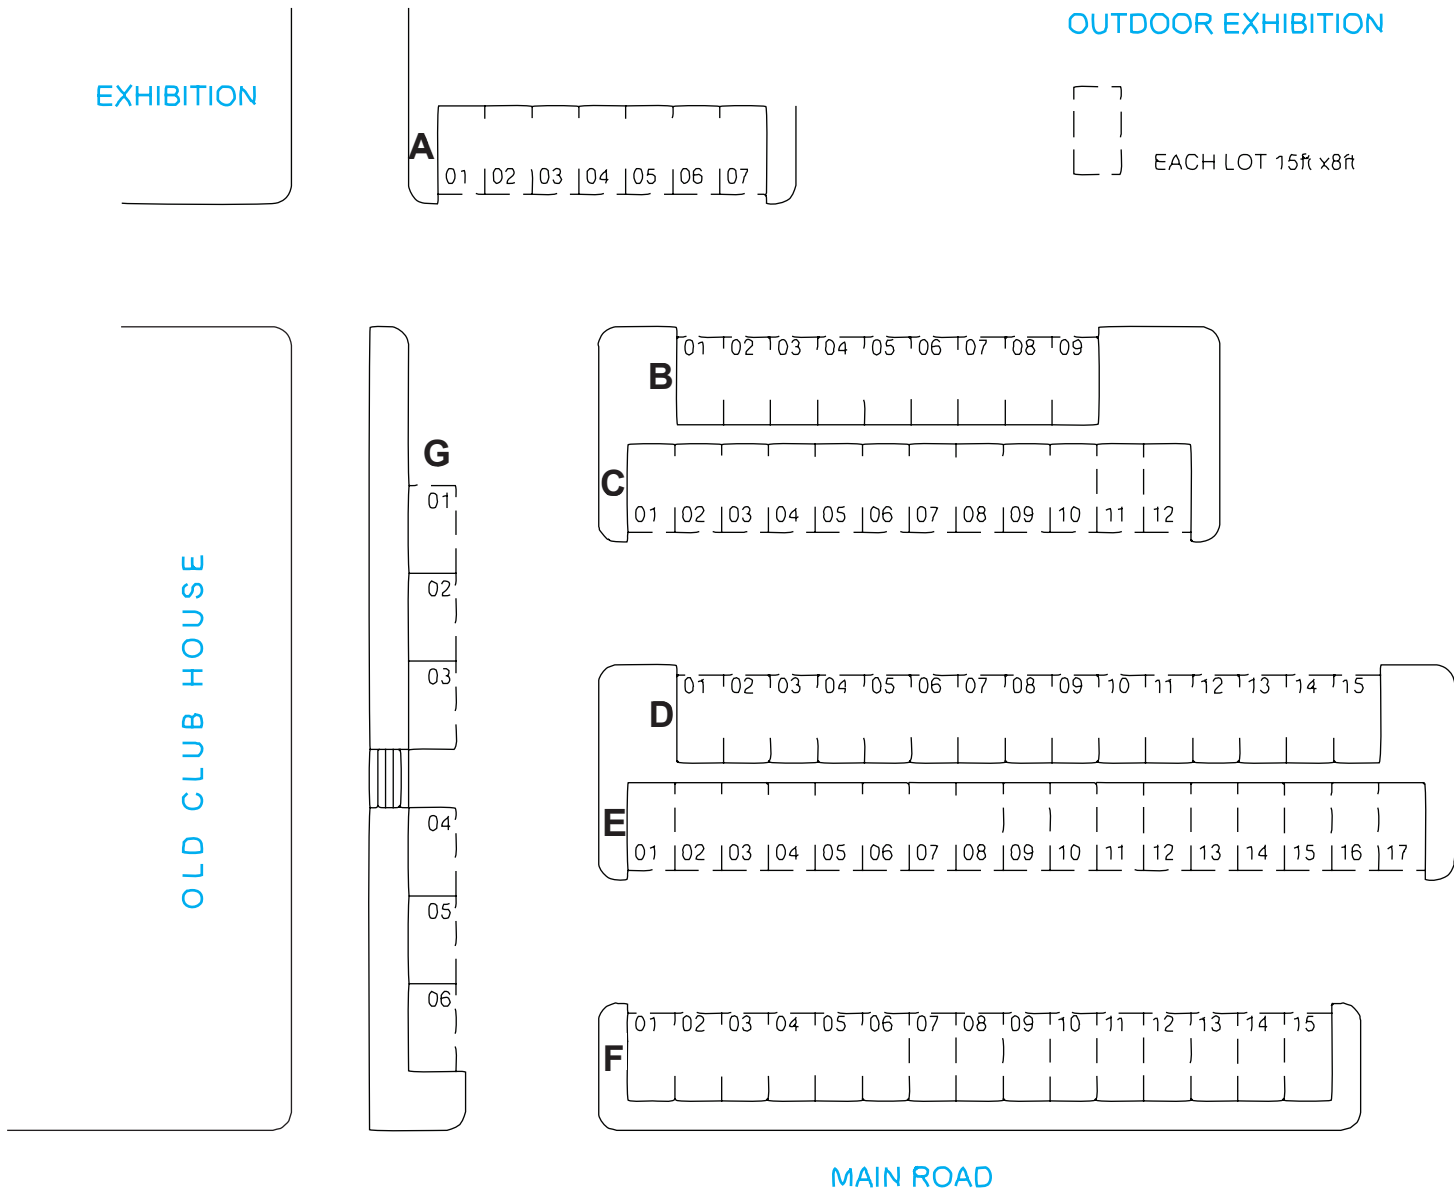 OUTDOOR EXHIBITION
EXHIBITION
A
EACH LOT 15ft x8ft
01 02 03 04 05 06 07
B
01 02 03 04 05 06 07 08 09
G
C
01 02 03 04 05 06 07 08 09 10 11 12
01
02
03
04
05
06
OLD CLUB HOUSE
D
01 02 03 04 05 06 07 08 09 10 11 12 13 14 15
E
01 02 03 04 05 06 07 08 09 10 11 12 13 14 15 16 17
F
01 02 03 04 05 06 07 08 09 10 11 12 13 14 15
MAIN ROAD